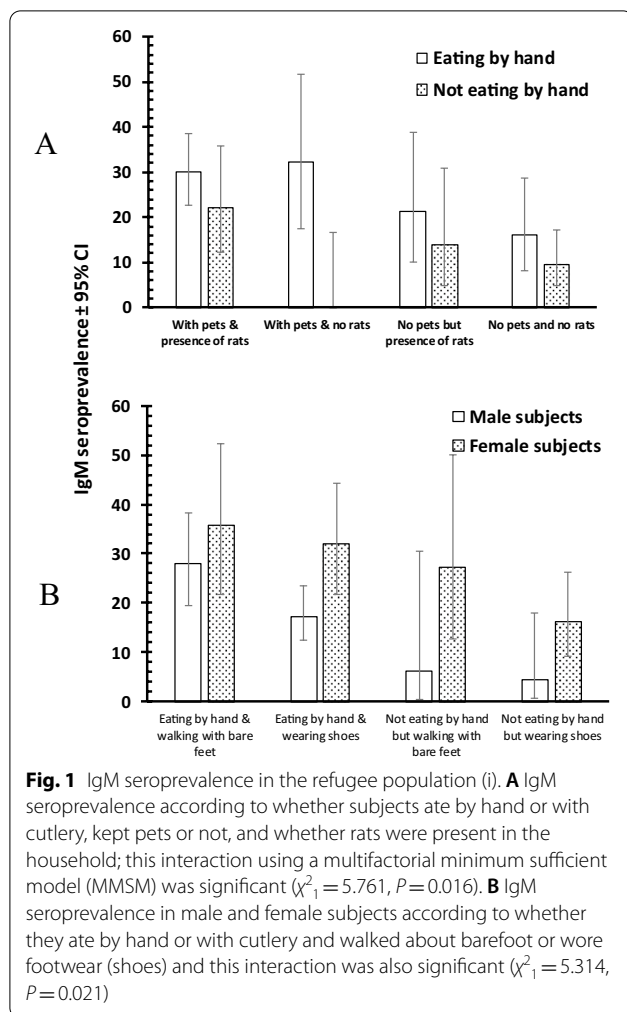 A
60
50
40
30
20
10
0
Eating by hand
Not eating by hand
With pets &
presence of rats
With pets & no rats
No pets but
presence of rats
No pets and no rats
IgM seroprevalence ± 95% CI
B
60
50
40
30
20
10
0
Male subjects
Female subjects
Eating by hand &
walking with bare
feet
Eating by hand &
wearing shoes
Not eating by hand
but walking with
bare feet
Not eating by hand
but wearing shoes
Fig. 1 IgM seroprevalence in the refugee population (i). A IgM
seroprevalence according to whether subjects ate by hand or with
cutlery, kept pets or not, and whether rats were present in the
household; this interaction using a multifactorial minimum sufficient
model (MMSM) was significant (χ²₁ = 5.761, P = 0.016). B IgM
seroprevalence in male and female subjects according to whether
they ate by hand or with cutlery and walked about barefoot or wore
footwear (shoes) and this interaction was also significant (χ²₁ = 5.314,
P = 0.021)